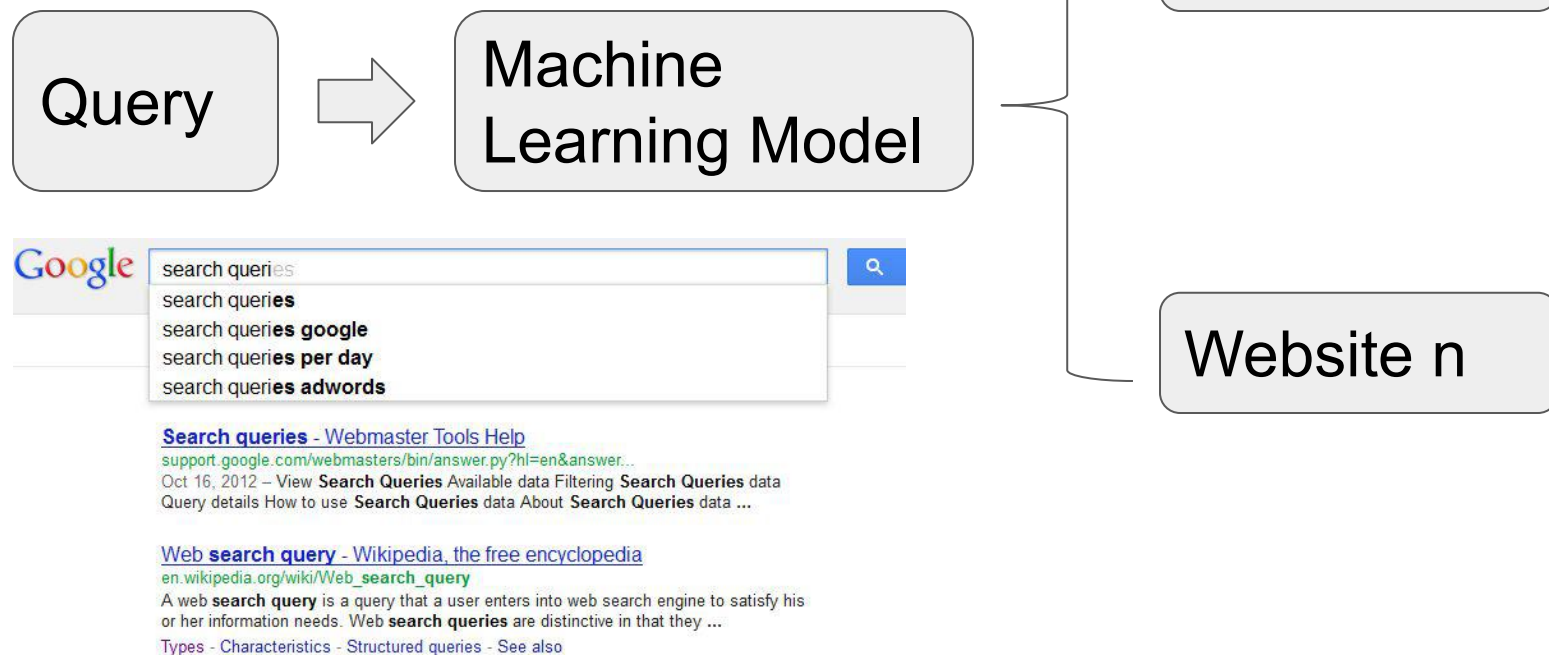 Query
Machine
Learning Model
Google
search queries
search queries
search queries google
search queries per day
search queries adwords
Website n
Search queries - Webmaster Tools Help
support.google.com/webmasters/bin/answer.py?hl=en&answer...
Oct 16, 2012 – View Search Queries Available data Filtering Search Queries data
Query details How to use Search Queries data About Search Queries data ...
Web search query - Wikipedia, the free encyclopedia
en.wikipedia.org/wiki/Web_search_query
A web search query is a query that a user enters into web search engine to satisfy his
or her information needs. Web search queries are distinctive in that they ...
Types - Characteristics - Structured queries - See also